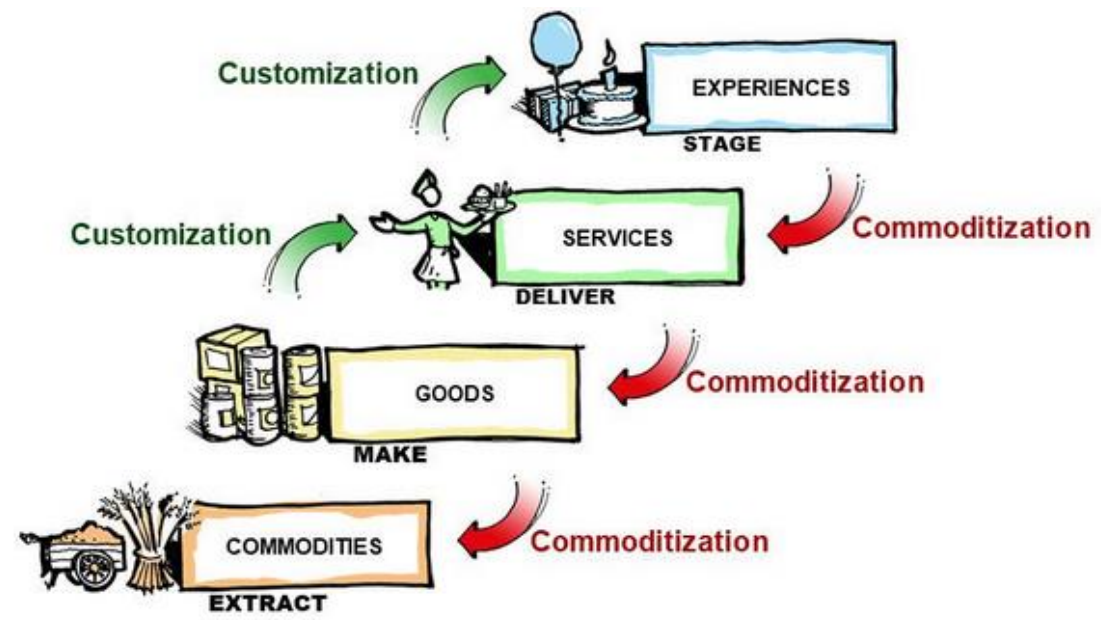 Customization
EXPERIENCES
STAGE
Customization
SERVICES
Commoditization
DELIVER
GOODS
Commoditization
MAKE
COMMODITIES
Commoditization
EXTRACT